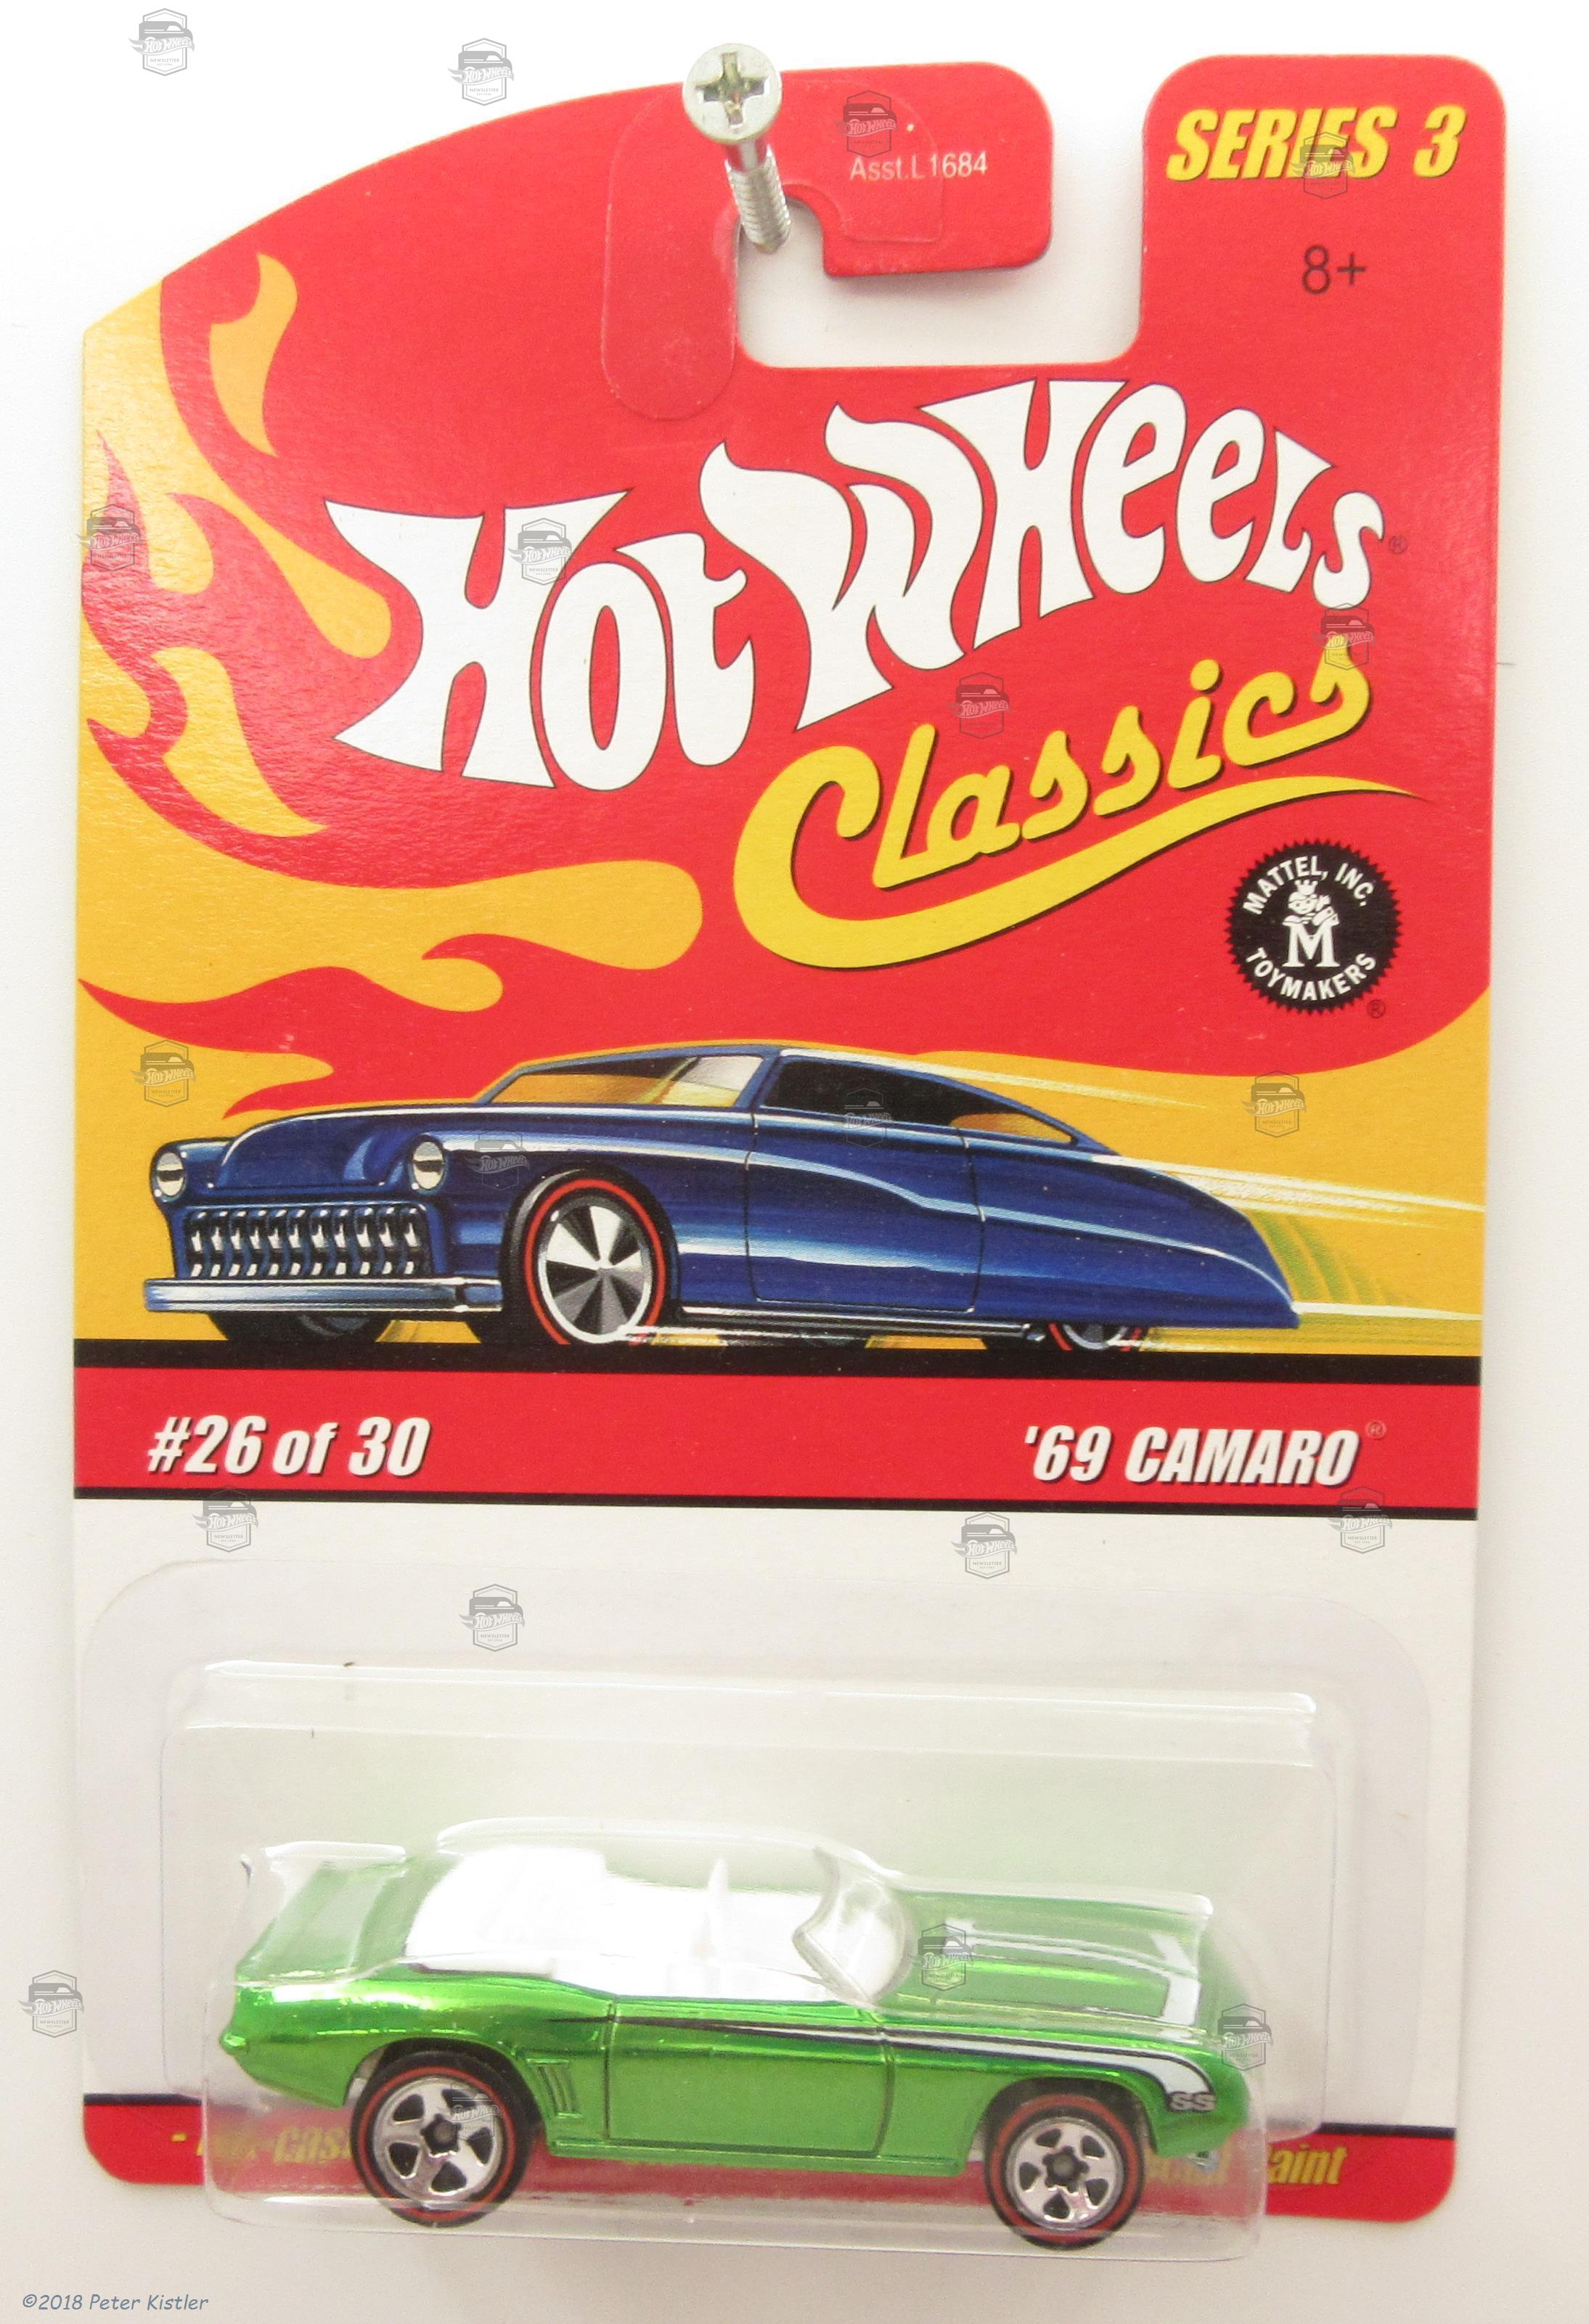 SERIES 3
Asst.L1684
8+
Hot Wheels®
Classics
MATTEL, INC.
M
TOYMAKERS
®
#26 of 30
'69 CAMARO®
SS
©2018 Peter Kistler